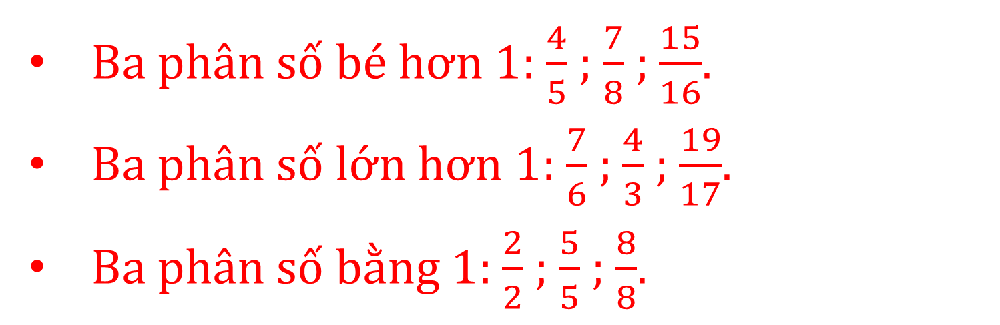 • Ba phân số bé hơn 1: 4/5 ; 7/8 ; 15/16.
• Ba phân số lớn hơn 1: 7/6 ; 4/3 ; 19/17.
• Ba phân số bằng 1: 2/2 ; 5/5 ; 8/8.